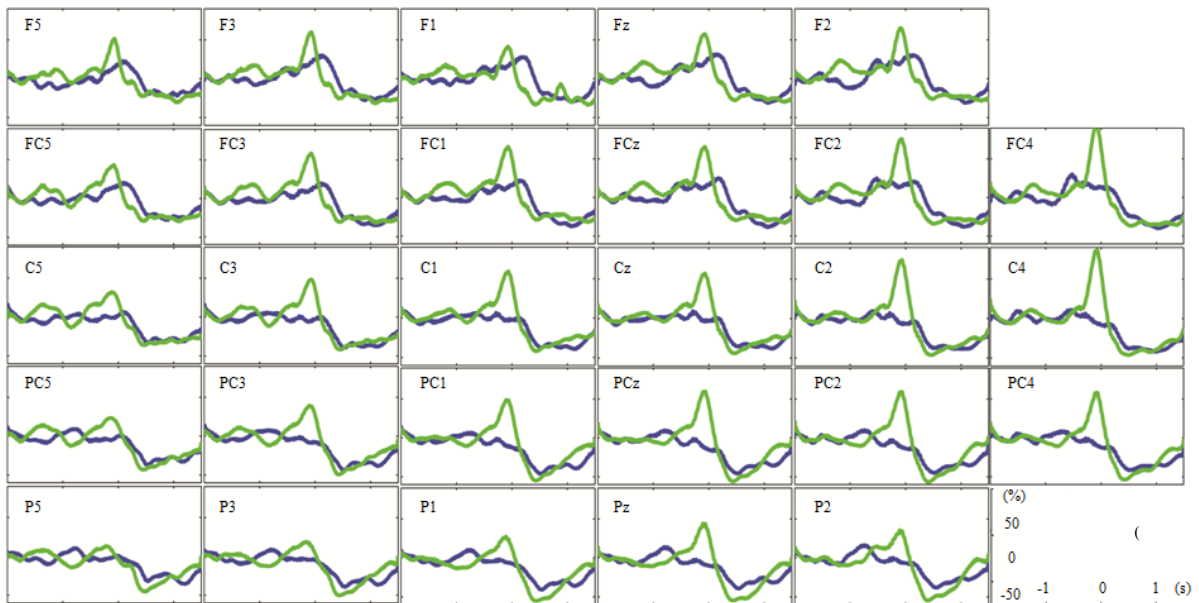 F5 F3 F1 Fz F2
FC5 FC3 FC1 FCz FC2 FC4
C5 C3 C1 Cz C2 C4
PC5 PC3 PC1 PCz PC2 PC4
P5 P3 P1 Pz P2 (%)
50
(
0
-50 -1 0 1 (s)